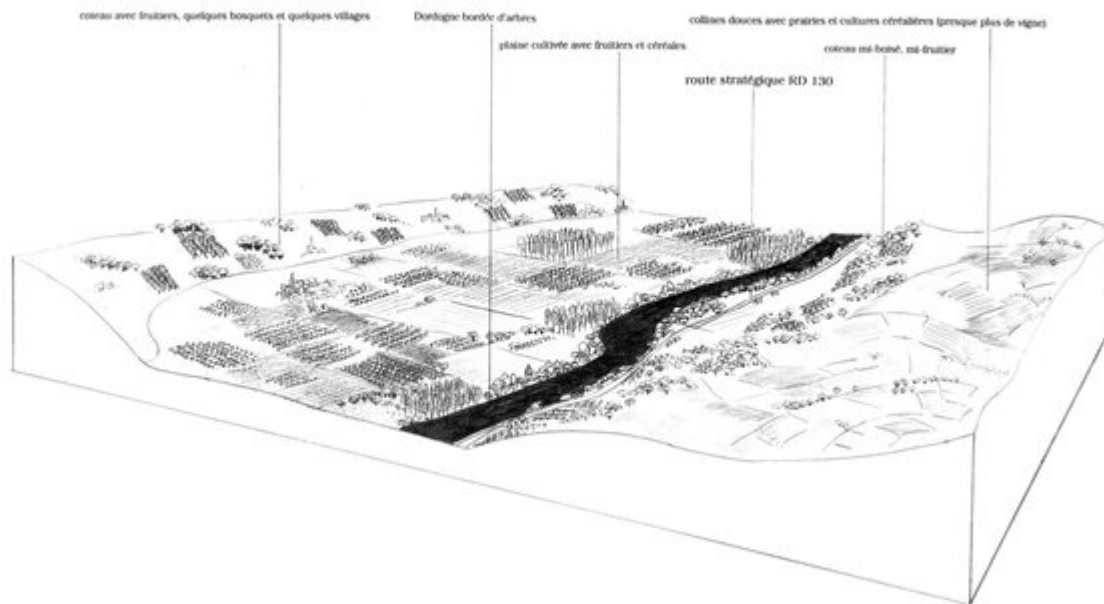 coteau avec fruitiers, quelques bosquets et quelques villages
Dordogne bordée d'arbres
collines douces avec prairies et cultures céréalières (presque plus de vigne)
plaine cultivée avec fruitiers et céréales
coteau mi-boisé, mi-fruitier
route stratégique RD 130